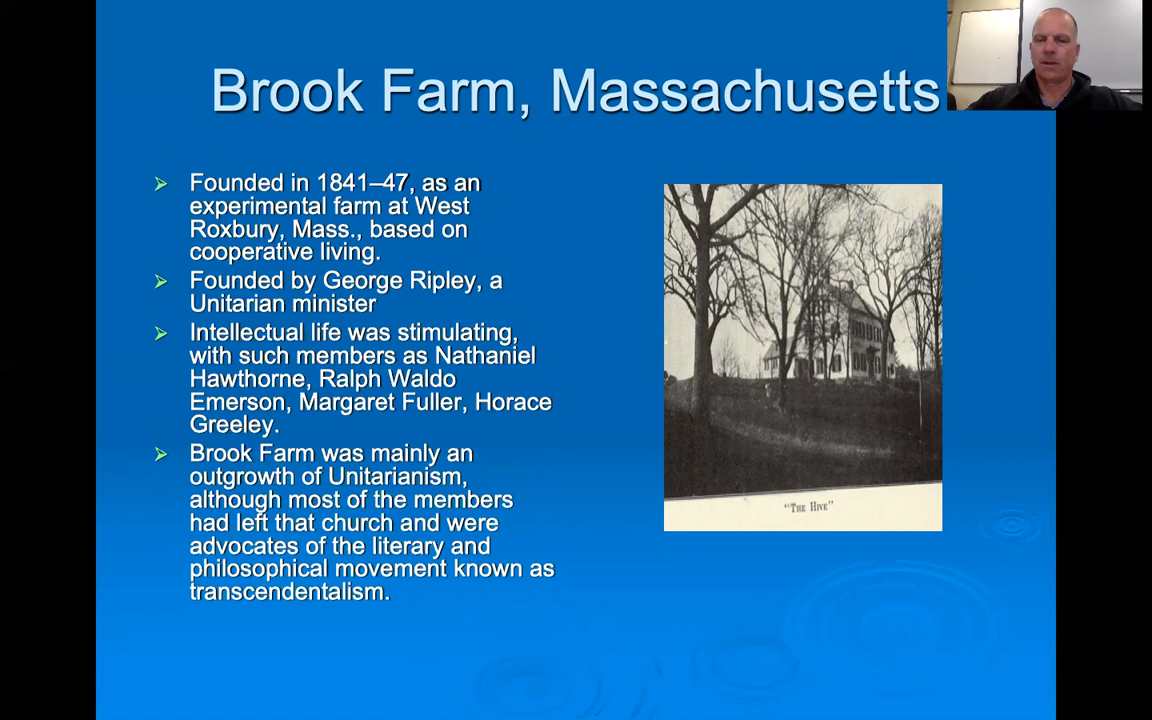 Brook Farm, Massachusetts
➢ Founded in 1841–47, as an
experimental farm at West
Roxbury, Mass., based on
cooperative living.
➢ Founded by George Ripley, a
Unitarian minister
➢ Intellectual life was stimulating,
with such members as Nathaniel
Hawthorne, Ralph Waldo
Emerson, Margaret Fuller, Horace
Greeley.
➢ Brook Farm was mainly an
outgrowth of Unitarianism,
although most of the members
had left that church and were
advocates of the literary and
philosophical movement known as
transcendentalism.
"THE HIVE"